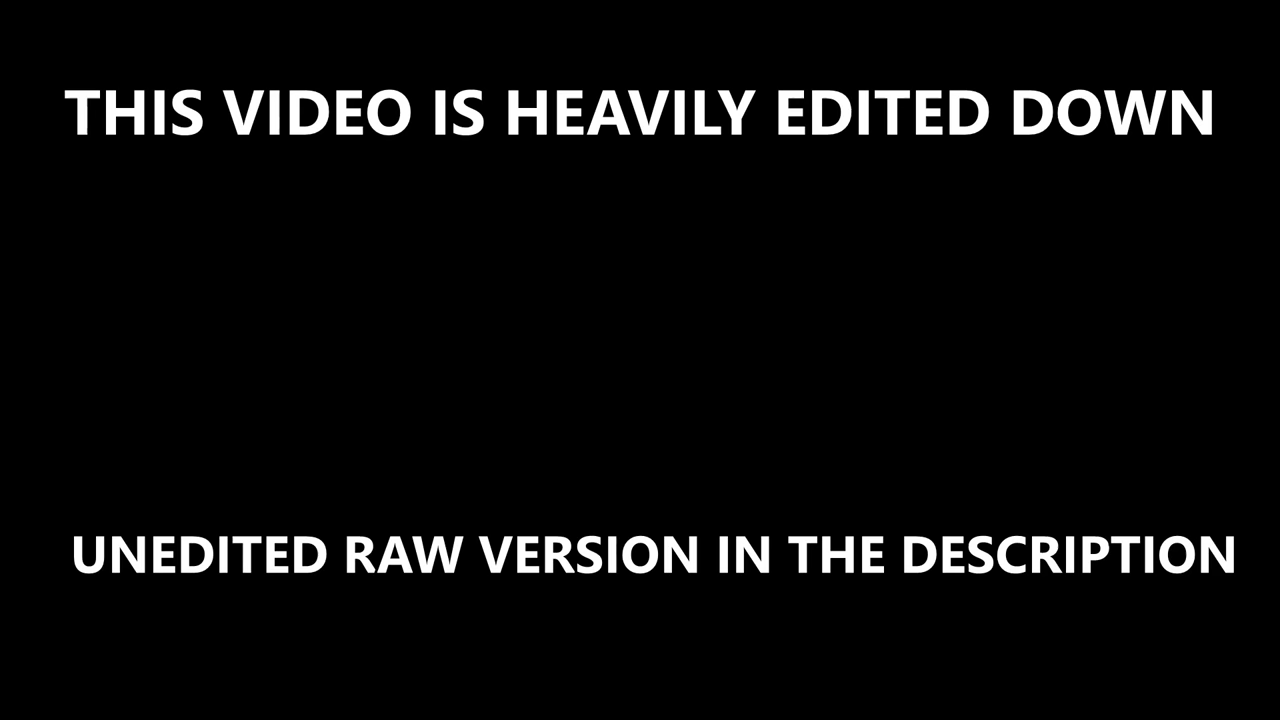 THIS VIDEO IS HEAVILY EDITED DOWN
UNEDITED RAW VERSION IN THE DESCRIPTION